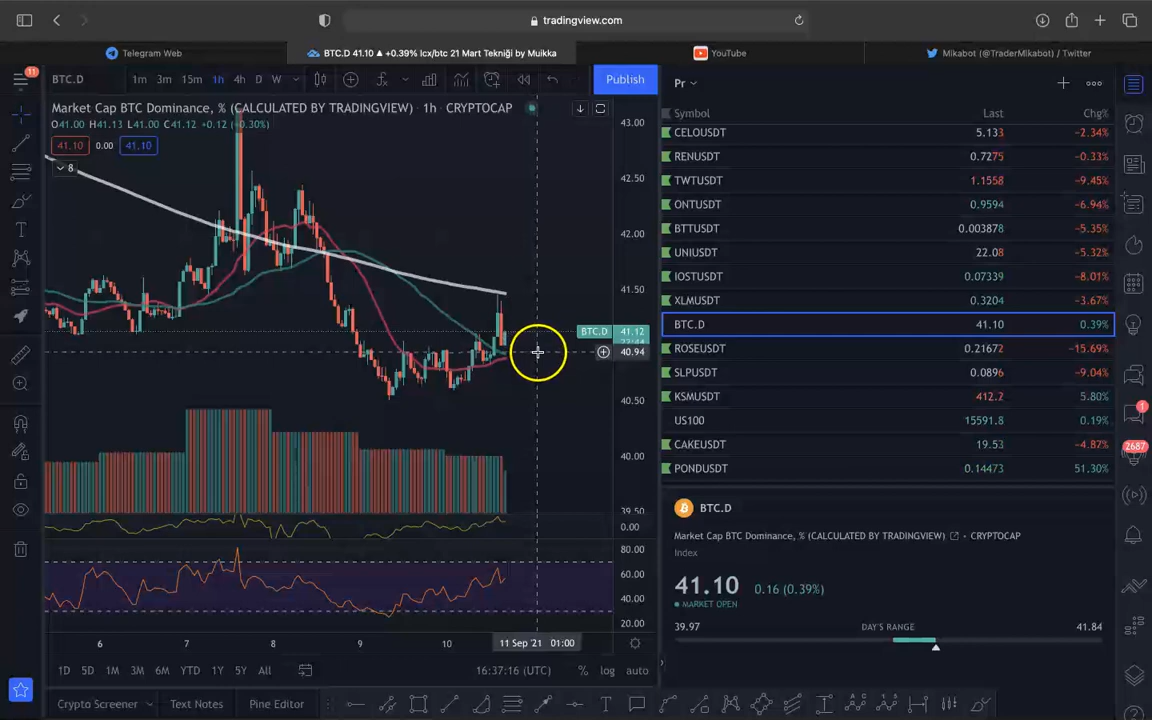 tradingview.com
Telegram Web
BTC.D 41.10 ▲ +0.39% Icx/btc 21 Mart Tekniği by Muikka
YouTube
Mikabot (@TraderMikabot) / Twitter
11
BTC.D
1m 3m 15m 1h 4h D W
Publish
Pr
Market Cap BTC Dominance, % (CALCULATED BY TRADINGVIEW) · 1h · CRYPTOCAP
O41.00 H41.13 L41.00 C41.12 +0.12 (+0.30%)
41.10 0.00 41.10
8
43.00
42.50
42.00
41.50
BTC.D 41.12
40.94
40.50
40.00
39.50
0.00
80.00
60.00
40.00
20.00
6 7 8 9 10 11 Sep '21 01:00
1D 5D 1M 3M 6M YTD 1Y 5Y All
16:37:16 (UTC)
% log auto
Crypto Screener Text Notes Pine Editor
Symbol Last Chg%
CELOUSDT 5.133 −2.34%
RENUSDT 0.7275 −0.33%
TWTUSDT 1.1558 −9.45%
ONTUSDT 0.9594 −6.94%
BTTUSDT 0.003878 −5.35%
UNIUSDT 22.08 −5.32%
IOSTUSDT 0.07339 −8.01%
XLMUSDT 0.3204 −3.67%
BTC.D 41.10 0.39%
ROSEUSDT 0.21672 −15.69%
SLPUSDT 0.0896 −9.04%
KSMUSDT 412.2 5.80%
US100 15591.8 0.19%
CAKEUSDT 19.53 −4.87%
PONDUSDT 0.14473 51.30%
BTC.D
Market Cap BTC Dominance, % (CALCULATED BY TRADINGVIEW) • CRYPTOCAP
Index
41.10 0.16 (0.39%)
MARKET OPEN
39.97 DAY'S RANGE 41.84
1
2687